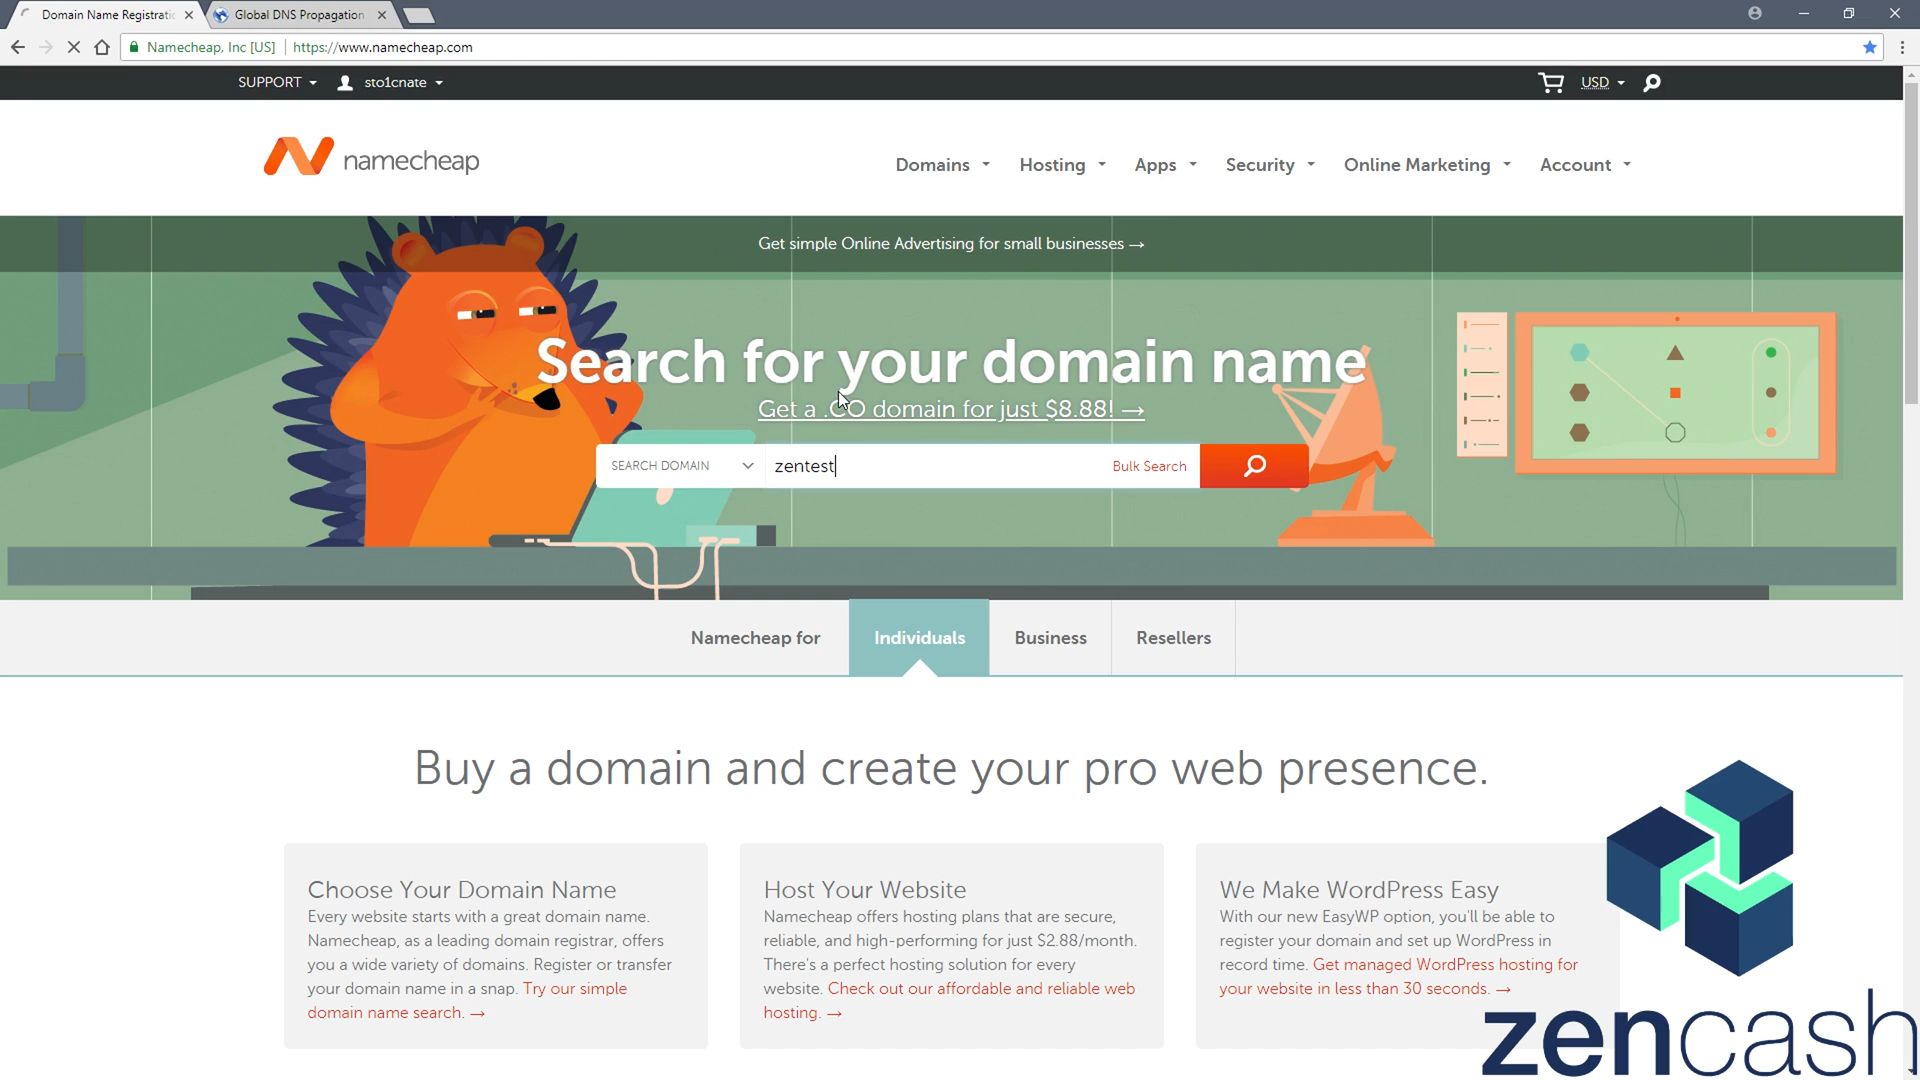 Domain Name Registratic
Global DNS Propagation
Namecheap, Inc [US]
https://www.namecheap.com
SUPPORT
sto1cnate
USD
namecheap
Domains
Hosting
Apps
Security
Online Marketing
Account
Get simple Online Advertising for small businesses →
Search for your domain name
Get a .CO domain for just $8.88! →
SEARCH DOMAIN
zentest
Bulk Search
Namecheap for
Individuals
Business
Resellers
Buy a domain and create your pro web presence.
Choose Your Domain Name
Every website starts with a great domain name.
Namecheap, as a leading domain registrar, offers
you a wide variety of domains. Register or transfer
your domain name in a snap. Try our simple
domain name search. →
Host Your Website
Namecheap offers hosting plans that are secure,
reliable, and high-performing for just $2.88/month.
There's a perfect hosting solution for every
website. Check out our affordable and reliable web
hosting. →
We Make WordPress Easy
With our new EasyWP option, you'll be able to
register your domain and set up WordPress in
record time. Get managed WordPress hosting for
your website in less than 30 seconds. →
zencash